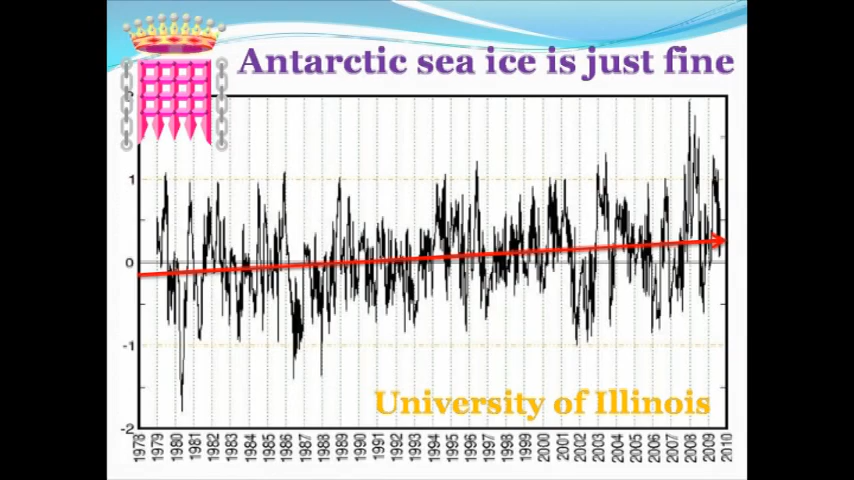 Antarctic sea ice is just fine
2
1
0
-1
-2
University of Illinois
1978 1979 1980 1981 1982 1983 1984 1985 1986 1987 1988 1989 1990 1991 1992 1993 1994 1995 1996 1997 1998 1999 2000 2001 2002 2003 2004 2005 2006 2007 2008 2009 2010